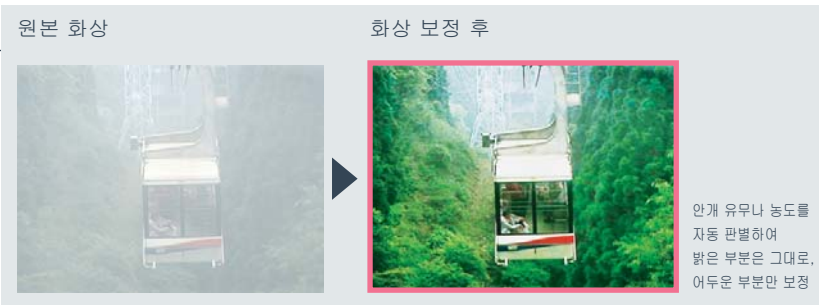 원본 화상
화상 보정 후
안개 유무나 농도를
자동 판별하여
밝은 부분은 그대로,
어두운 부분만 보정